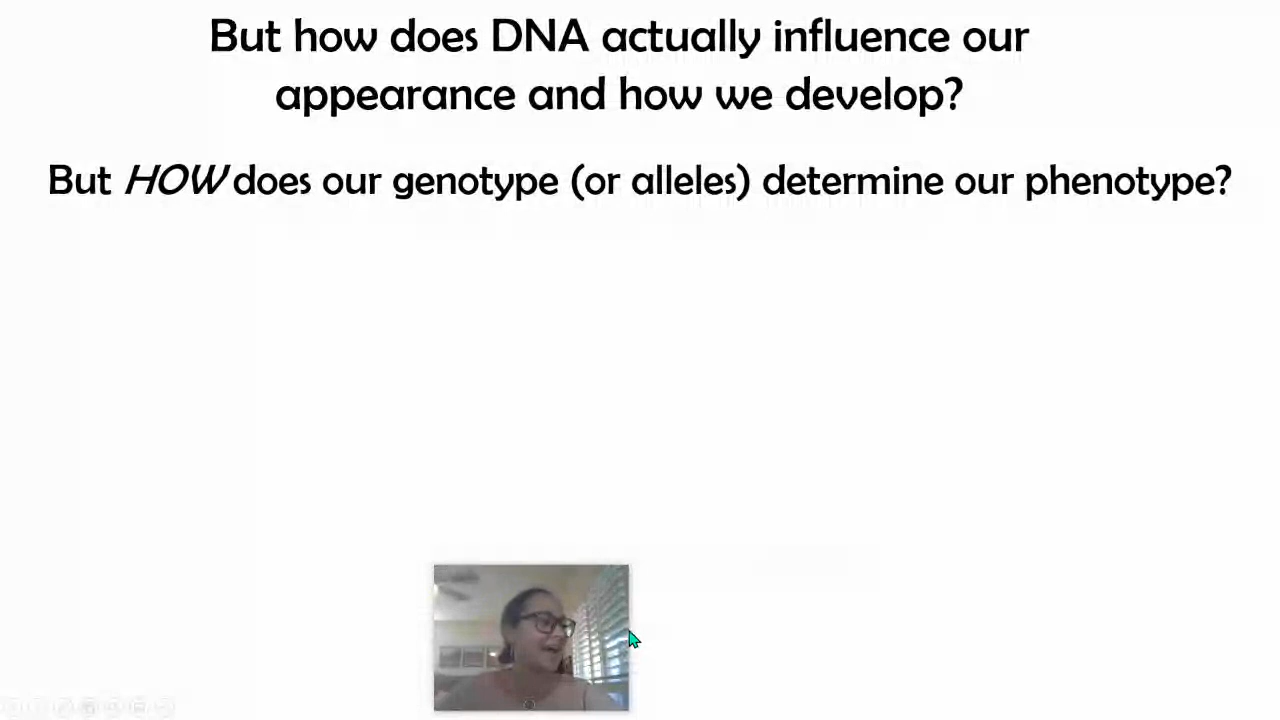 But how does DNA actually influence our
appearance and how we develop?
But HOW does our genotype (or alleles) determine our phenotype?